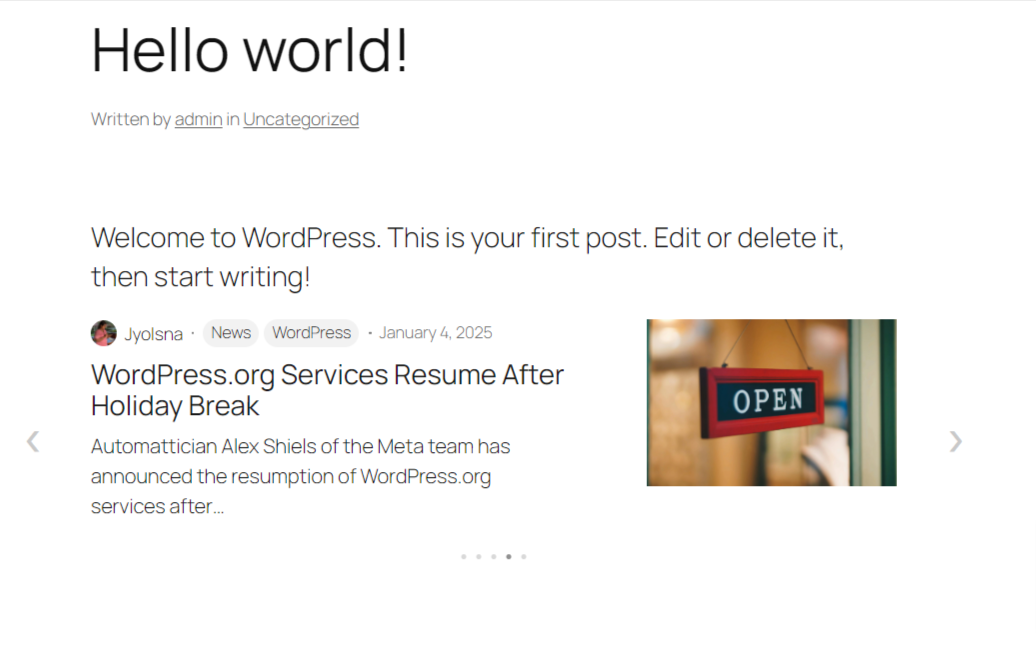 Hello world!
Written by admin in Uncategorized
Welcome to WordPress. This is your first post. Edit or delete it,
then start writing!
Jyolsna · News WordPress · January 4, 2025
WordPress.org Services Resume After
Holiday Break
Automattician Alex Shiels of the Meta team has
announced the resumption of WordPress.org
services after...
OPEN